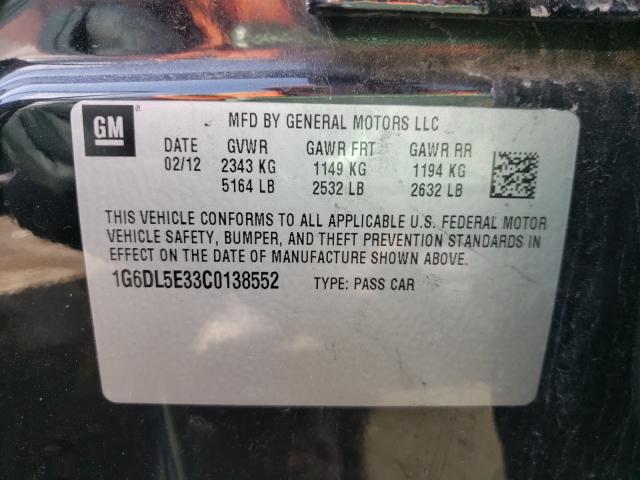 GM
MFD BY GENERAL MOTORS LLC
DATE GVWR GAWR FRT GAWR RR
02/12 2343 KG 1149 KG 1194 KG
5164 LB 2532 LB 2632 LB
THIS VEHICLE CONFORMS TO ALL APPLICABLE U.S. FEDERAL MOTOR
VEHICLE SAFETY, BUMPER, AND THEFT PREVENTION STANDARDS IN
EFFECT ON THE DATE OF MANUFACTURE SHOWN ABOVE.
1G6DL5E33C0138552 TYPE: PASS CAR